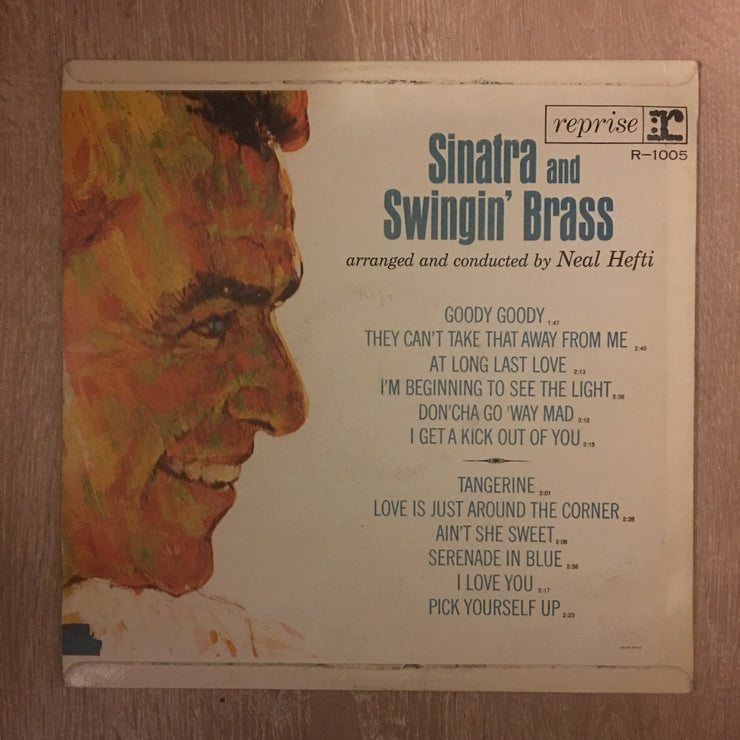 reprise r
R-1005
Sinatra and
Swingin' Brass
arranged and conducted by Neal Hefti
GOODY GOODY 1:47
THEY CAN'T TAKE THAT AWAY FROM ME 2:40
AT LONG LAST LOVE 2:13
I'M BEGINNING TO SEE THE LIGHT 2:36
DON'CHA GO 'WAY MAD 3:12
I GET A KICK OUT OF YOU 3:15
TANGERINE 2:01
LOVE IS JUST AROUND THE CORNER 2:28
AIN'T SHE SWEET 2:08
SERENADE IN BLUE 2:58
I LOVE YOU 2:17
PICK YOURSELF UP 2:23